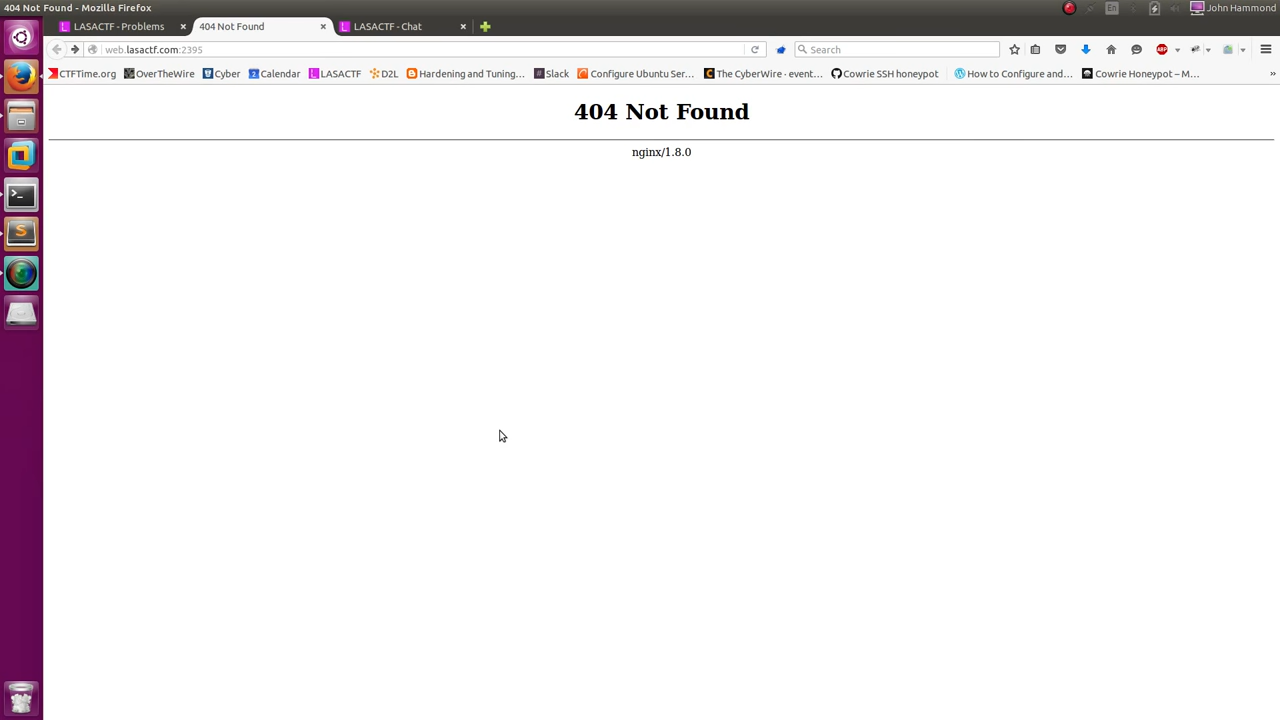 404 Not Found - Mozilla Firefox
En
John Hammond
LASACTF - Problems
404 Not Found
LASACTF - Chat
web.lasactf.com:2395
Search
ABP
CTFTime.org
OverTheWire
Cyber
Calendar
LASACTF
D2L
Hardening and Tuning...
Slack
Configure Ubuntu Ser...
The CyberWire · event...
Cowrie SSH honeypot
How to Configure and...
Cowrie Honeypot – M...
404 Not Found
nginx/1.8.0